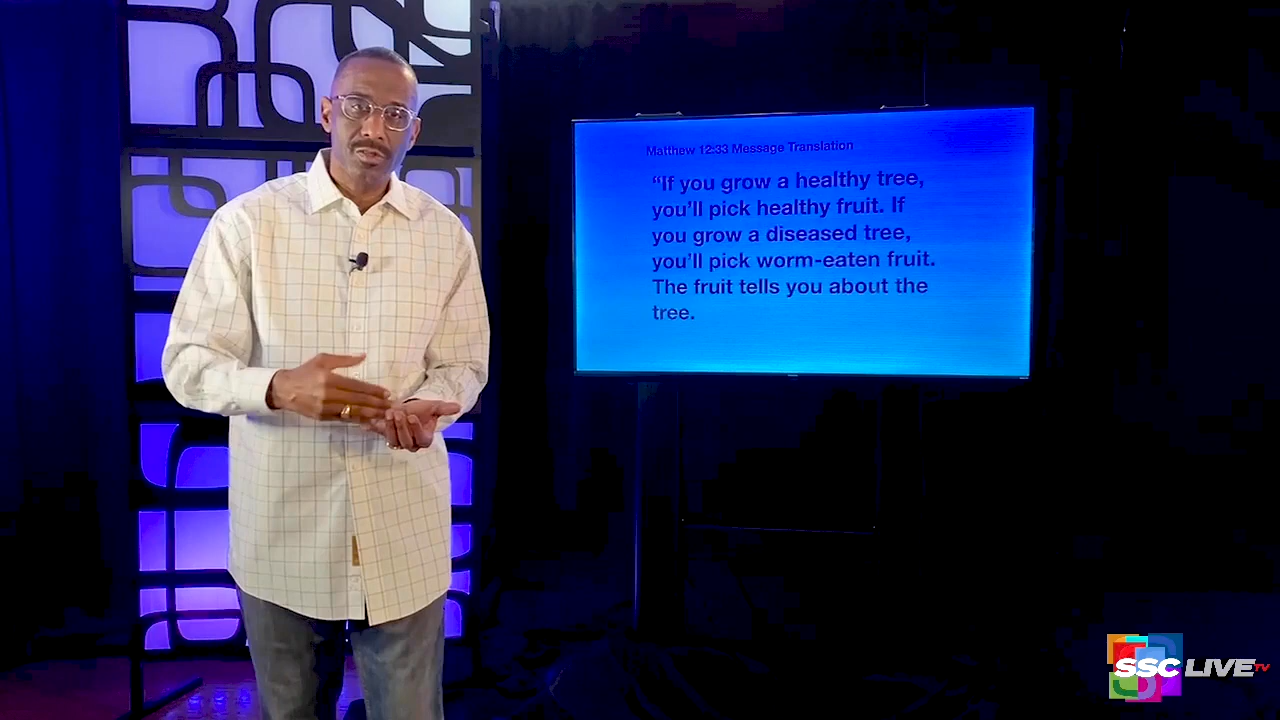 Matthew 12:33 Message Translation
“If you grow a healthy tree,
you’ll pick healthy fruit. If
you grow a diseased tree,
you’ll pick worm-eaten fruit.
The fruit tells you about the
tree.
SSC LIVE TV